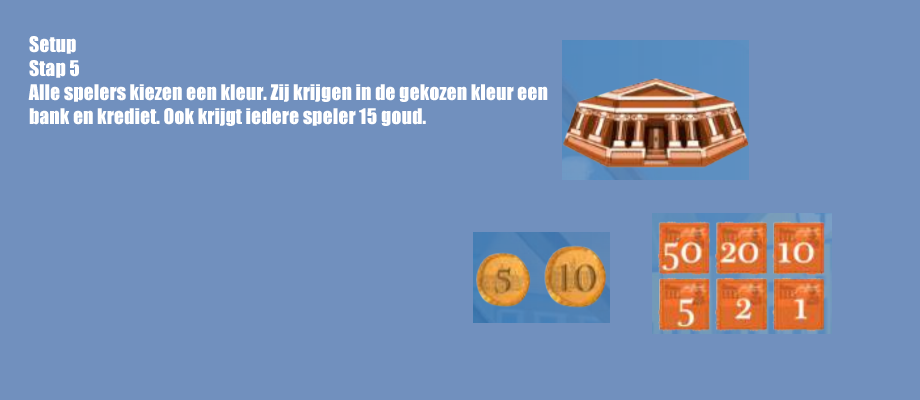 Setup
Stap 5
Alle spelers kiezen een kleur. Zij krijgen in de gekozen kleur een
bank en krediet. Ook krijgt iedere speler 15 goud.
5 10
50 20 10
5 2 1